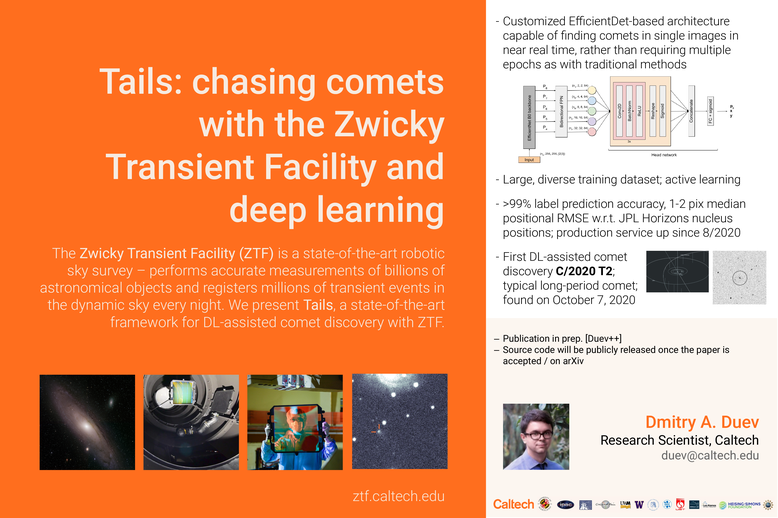 Tails: chasing comets
with the Zwicky
Transient Facility and
deep learning
The Zwicky Transient Facility (ZTF) is a state-of-the-art robotic
sky survey – performs accurate measurements of billions of
astronomical objects and registers millions of transient events in
the dynamic sky every night. We present Tails, a state-of-the-art
framework for DL-assisted comet discovery with ZTF.
ztf.caltech.edu
- Customized EfficientDet-based architecture
capable of finding comets in single images in
near real time, rather than requiring multiple
epochs as with traditional methods
EfficientNet B0 backbone
Bidirectional FPN
Conv2D
BatchNorm
ReLU
Reshape
Sigmoid
Concatenate
FC + sigmoid
Input
Head network
- Large, diverse training dataset; active learning
- >99% label prediction accuracy, 1-2 pix median
positional RMSE w.r.t. JPL Horizons nucleus
positions; production service up since 8/2020
- First DL-assisted comet
discovery C/2020 T2;
typical long-period comet;
found on October 7, 2020
– Publication in prep. [Duev++]
– Source code will be publicly released once the paper is
accepted / on arXiv
Dmitry A. Duev
Research Scientist, Caltech
duev@caltech.edu
Caltech
HEISING-SIMONS
FOUNDATION